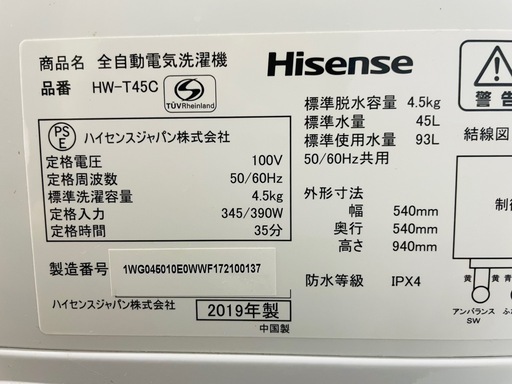 商品名 全自動電気洗濯機
品番 HW-T45C
TÜVRheinland
Hisense
警告
PS
E
ハイセンスジャパン株式会社
定格電圧 100V
定格周波数 50/60Hz
標準洗濯容量 4.5kg
定格入力 345/390W
定格時間 35分
製造番号 1WG045010E0WWF172100137
ハイセンスジャパン株式会社
2019年製
中国製
標準脱水容量 4.5kg
標準水量 45L
標準使用水量 93L
50/60Hz共用
外形寸法
幅 540mm
奥行 540mm
高さ 940mm
防水等級 IPX4
結線図
制御
黄 黄 青
アンバランス
SW